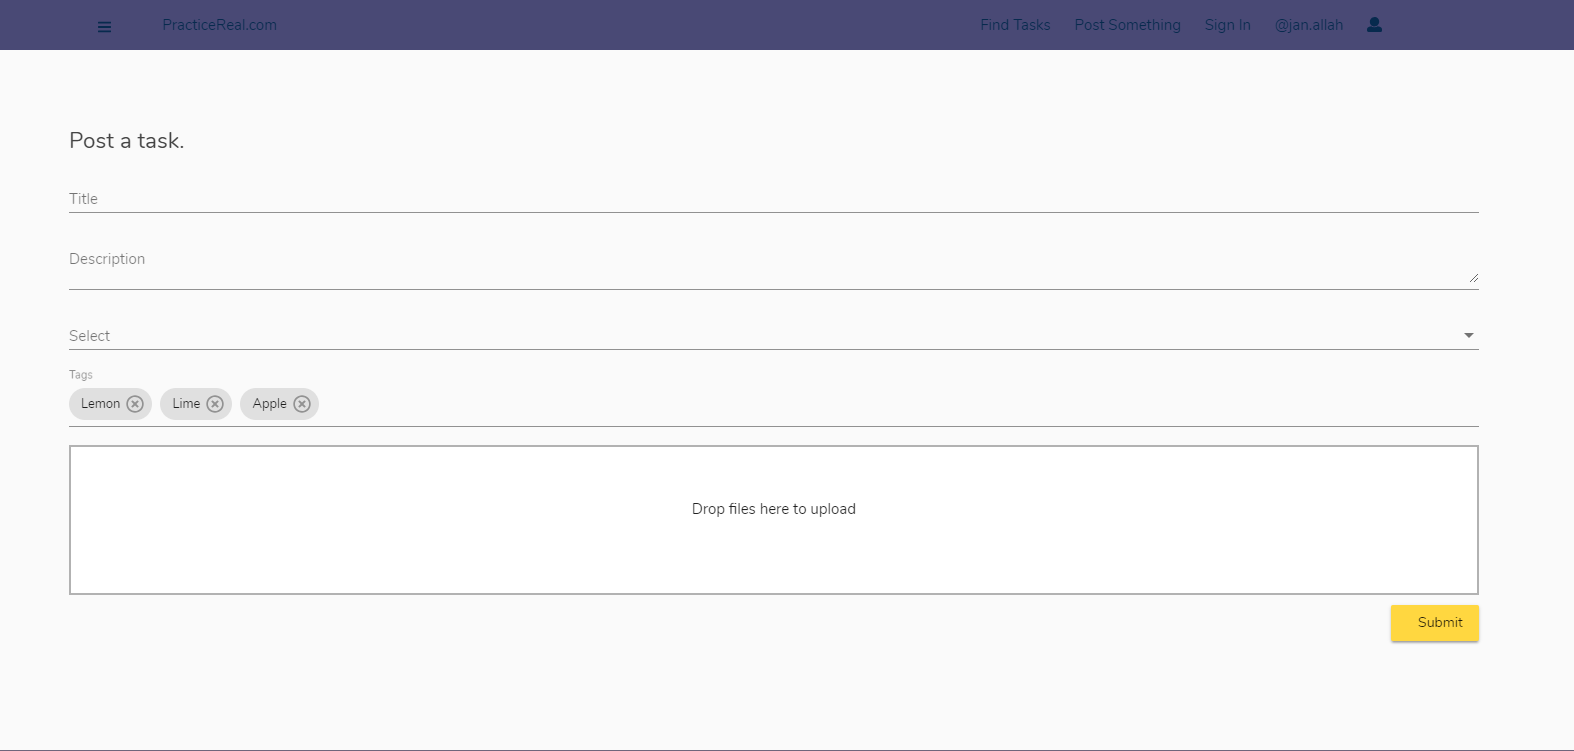 PracticeReal.com Find Tasks Post Something Sign In @jan.allah
Post a task.
Title
Description
Select
Tags
Lemon Lime Apple
Drop files here to upload
Submit